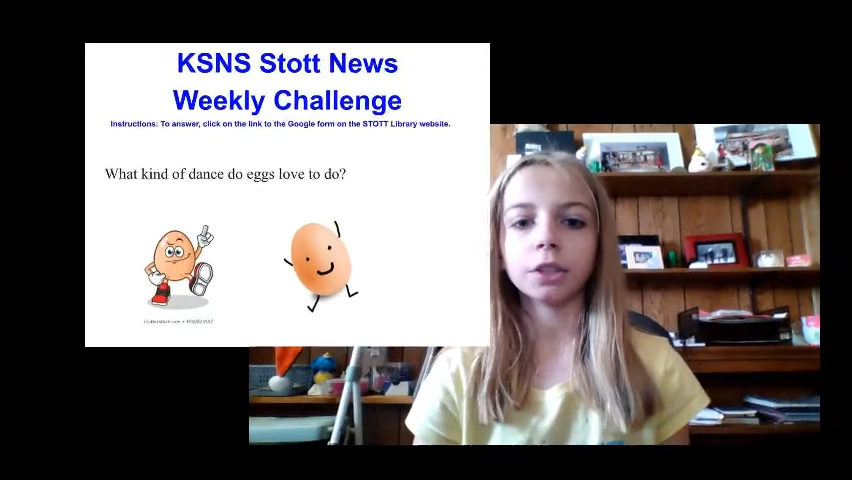 KSNS Stott News
Weekly Challenge
Instructions: To answer, click on the link to the Google form on the STOTT Library website.
What kind of dance do eggs love to do?